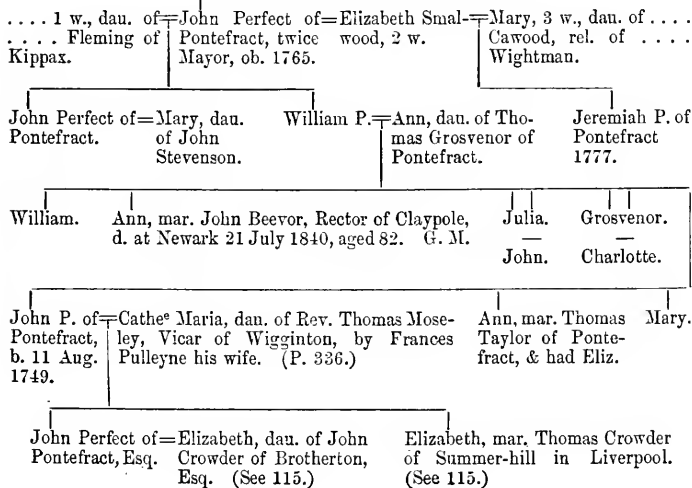 . . . . 1 w., dau. of=John Perfect of=Elizabeth Smal-=Mary, 3 w., dau. of . . . .
. . . . Fleming of Pontefract, twice wood, 2 w. Cawood, rel. of . . . .
Kippax. Mayor, ob. 1765. Wightman.
John Perfect of=Mary, dau. William P.=Ann, dau. of Tho- Jeremiah P. of
Pontefract. of John mas Grosvenor of Pontefract
Stevenson. Pontefract. 1777.
William. Ann, mar. John Beevor, Rector of Claypole, Julia. Grosvenor.
d. at Newark 21 July 1840, aged 82. G. M. — —
John. Charlotte.
John P. of=Cathe^e Maria, dau. of Rev. Thomas Mose- Ann, mar. Thomas Mary.
Pontefract, ley, Vicar of Wigginton, by Frances Taylor of Ponte-
b. 11 Aug. Pulleyne his wife. (P. 336.) fract, & had Eliz.
1749.
John Perfect of=Elizabeth, dau. of John Elizabeth, mar. Thomas Crowder
Pontefract, Esq. Crowder of Brotherton, of Summer-hill in Liverpool.
Esq. (See 115.) (See 115.)